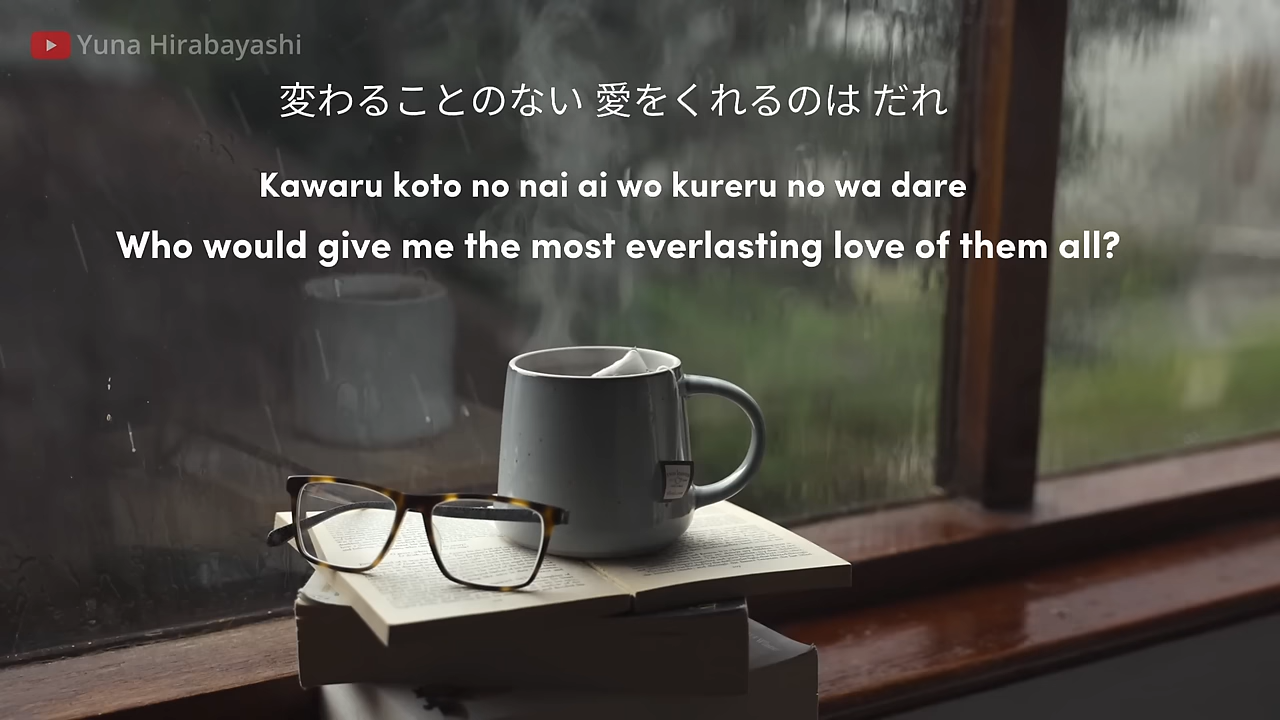 Yuna Hirabayashi
変わることのない 愛をくれるのは だれ
Kawaru koto no nai ai wo kureru no wa dare
Who would give me the most everlasting love of them all?